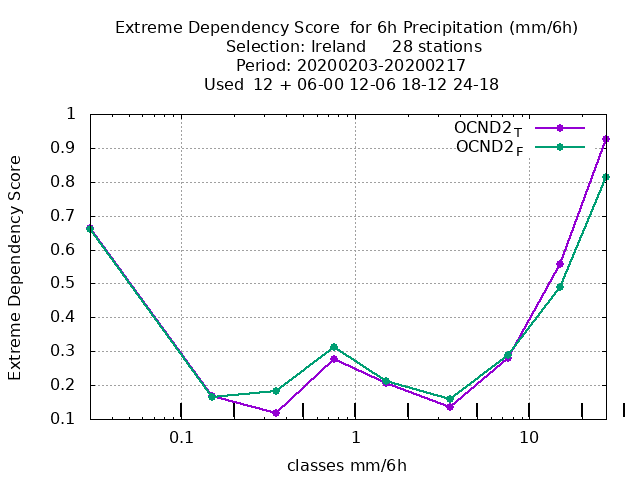 Extreme Dependency Score  for 6h Precipitation (mm/6h)
Selection: Ireland     28 stations
Period: 20200203-20200217
Used  12 + 06-00 12-06 18-12 24-18
OCND2_T
OCND2_F
1
0.9
0.8
0.7
0.6
0.5
0.4
0.3
0.2
0.1
Extreme Dependency Score
0.1 1 10
classes mm/6h